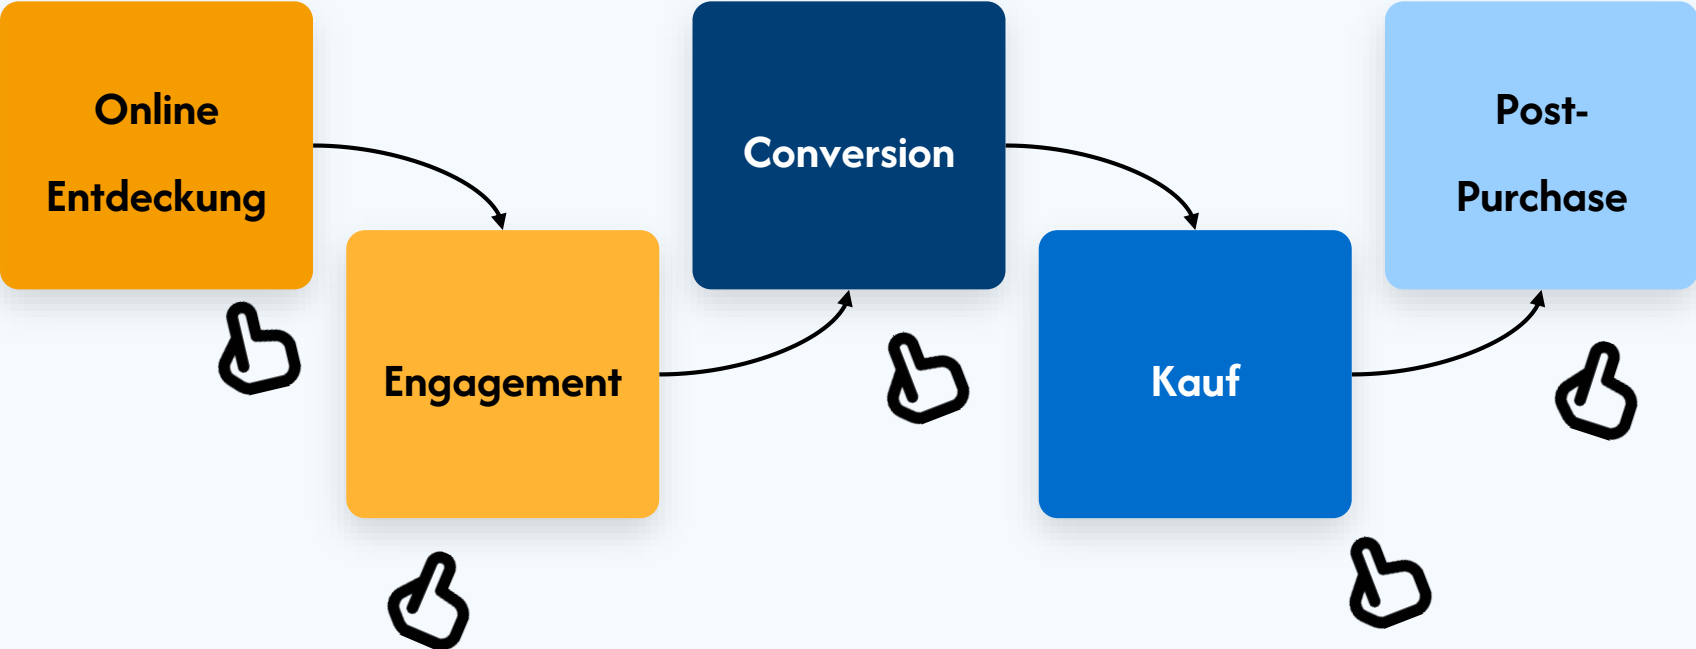 Online
Entdeckung
Engagement
Conversion
Kauf
Post-
Purchase